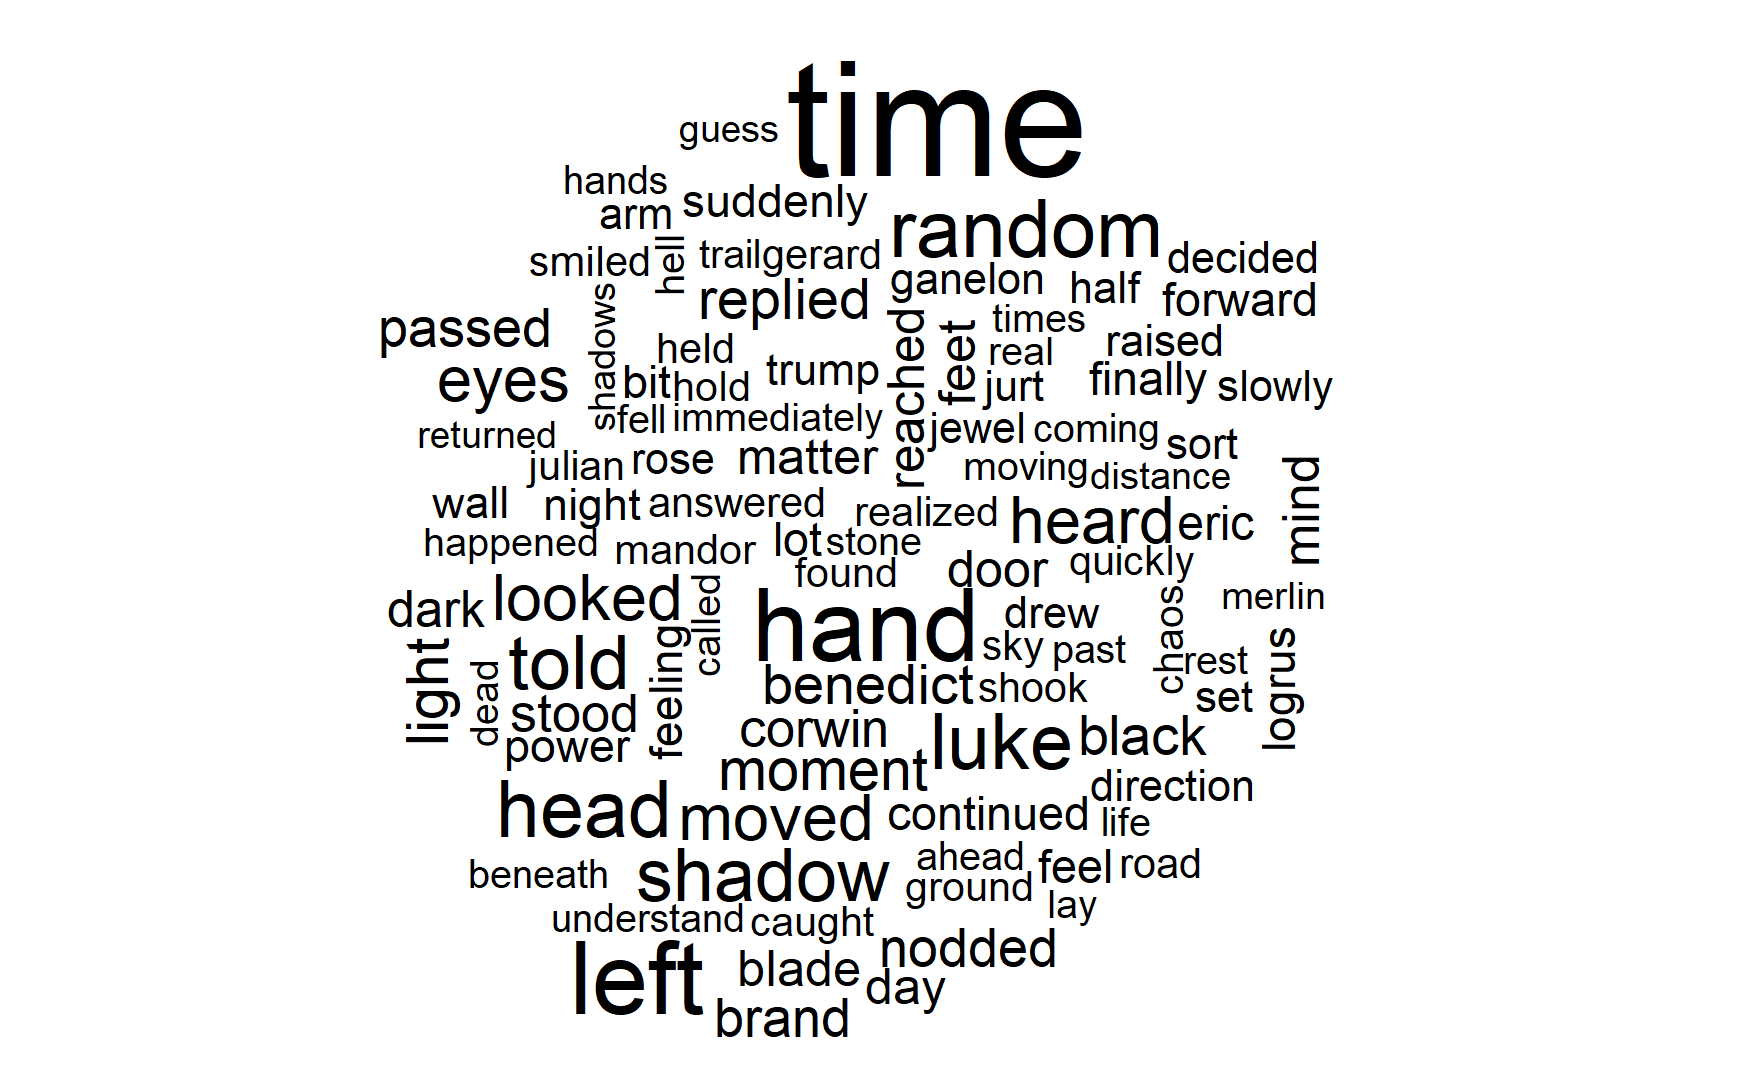 time
guess
hands
arm suddenly
random
smiled hell trail gerard decided
ganelon half forward
shadows replied
passed reached feet times
held real raised
eyes bit hold trump jurt finally slowly
fell immediately
returned jewel coming sort
julian rose matter moving distance mind
wall night answered realized heard eric
happened mandor lot stone
found door quickly
dark looked called hand drew chaos merlin
light told feeling sky past rest logrus
dead benedict shook set
stood
power corwin luke black
moment direction
head moved continued life
beneath shadow ahead feel road
ground lay
understand caught
left blade nodded
day
brand